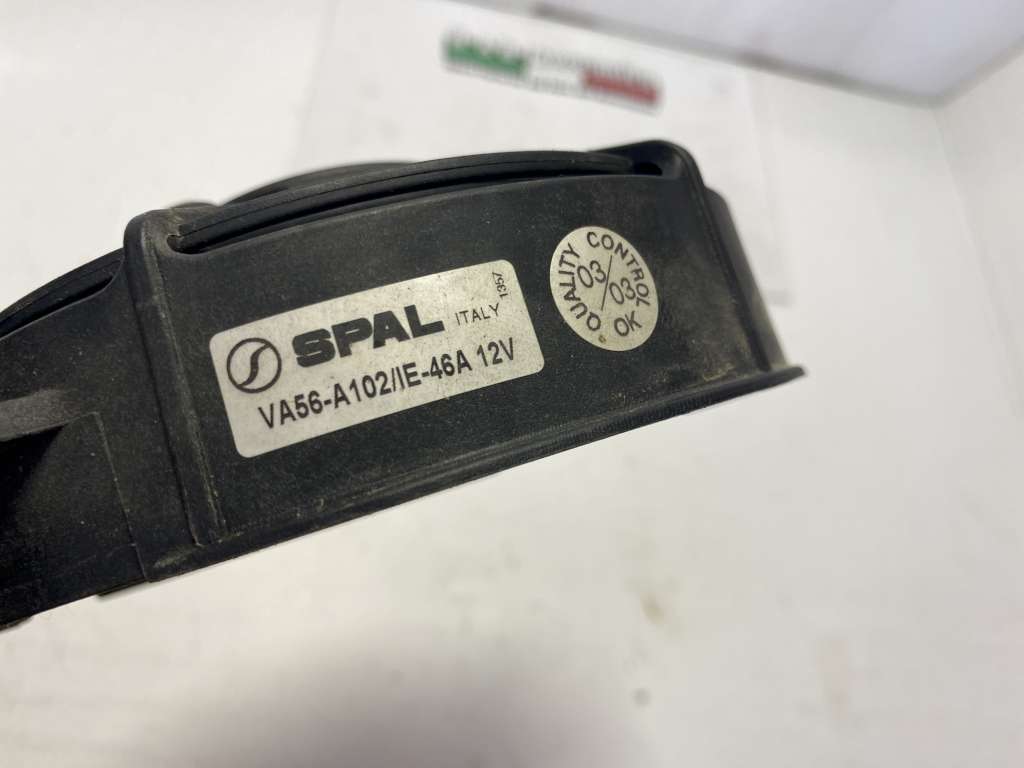 SPAL ITALY 1357
VA56-A102/IE-46A 12V
QUALITY CONTROL
03/03
OK